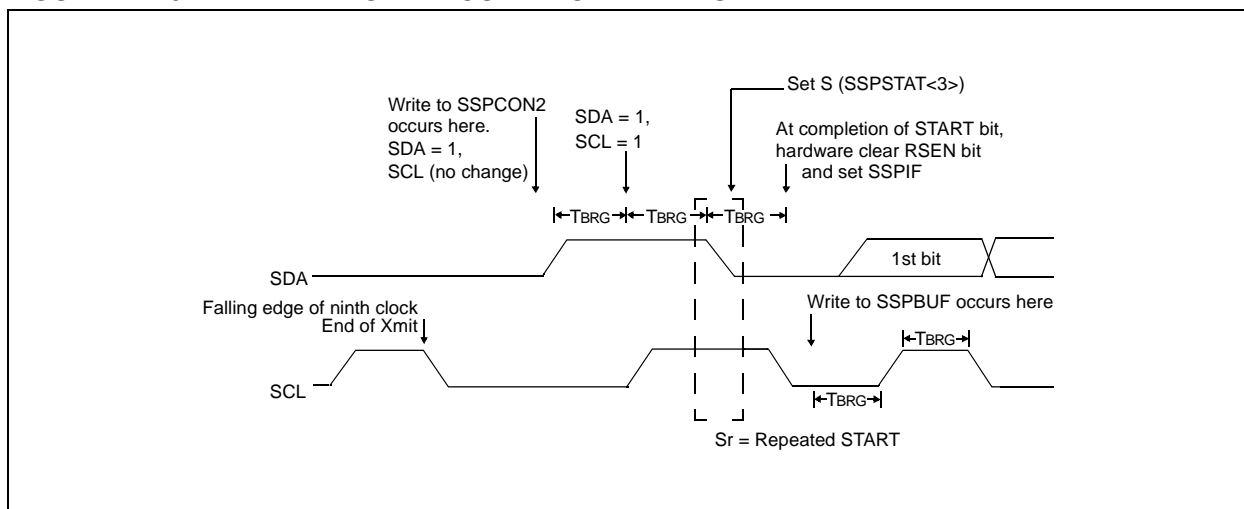 Set S (SSPSTAT<3>)
Write to SSPCON2
occurs here.
SDA = 1,
SCL (no change)
SDA = 1,
SCL = 1
At completion of START bit,
hardware clear RSEN bit
and set SSPIF
TBRG
TBRG
TBRG
SDA
1st bit
Falling edge of ninth clock
End of Xmit
Write to SSPBUF occurs here
TBRG
SCL
TBRG
Sr = Repeated START